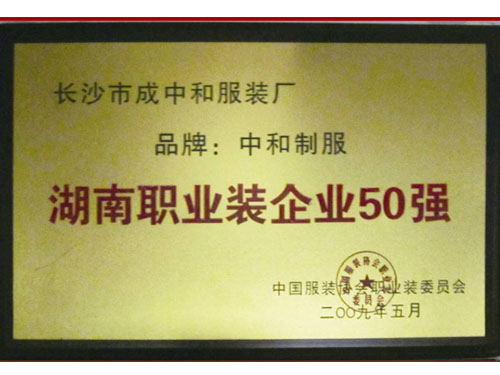 长沙市成中和服装厂
品牌：中和制服
湖南职业装企业50强
中国服装协会职业装委员会
二〇〇九年五月